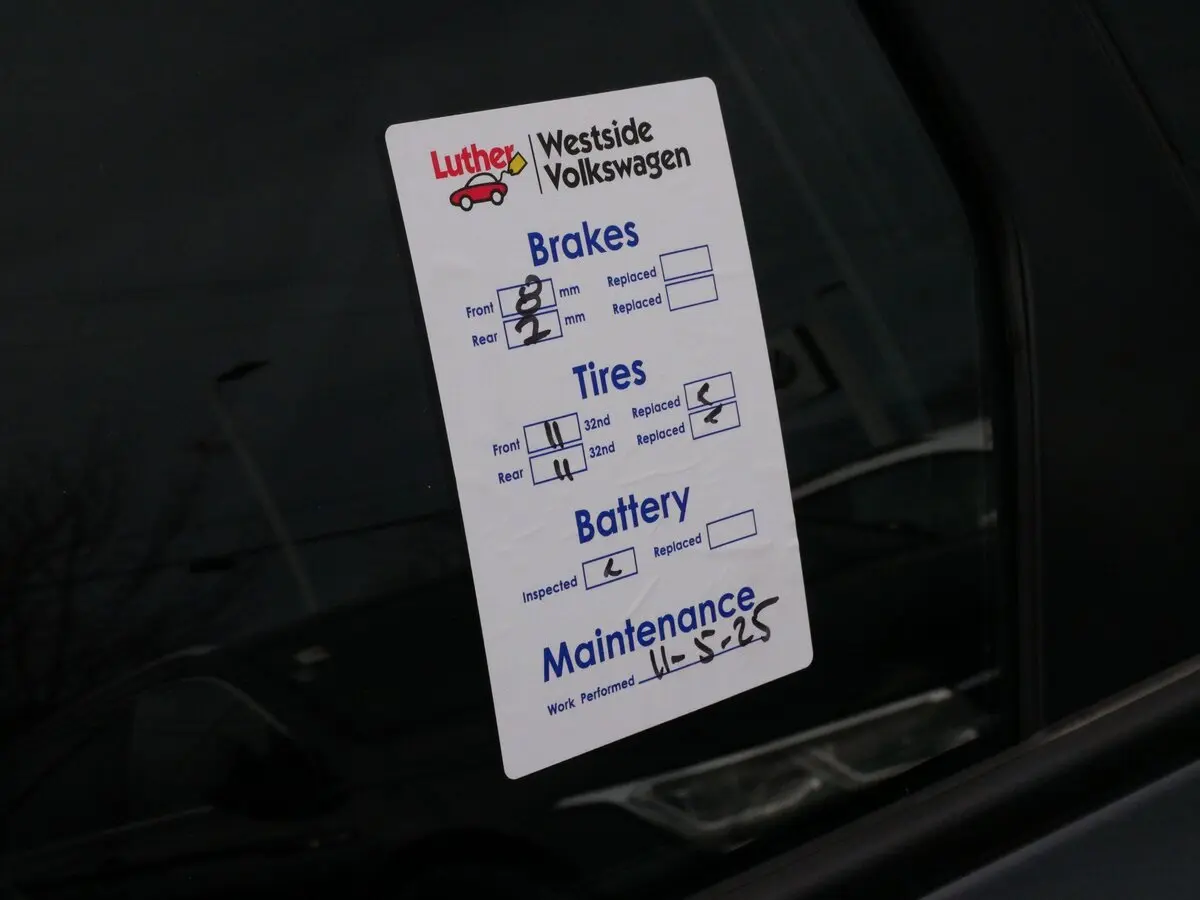 Luther Westside
Volkswagen
Brakes
Front 8 mm Replaced
Rear 2 mm Replaced
Tires
Front 11 32nd Replaced
Rear 11 32nd Replaced
Battery
Inspected Replaced
Maintenance
Work Performed 11-5-25